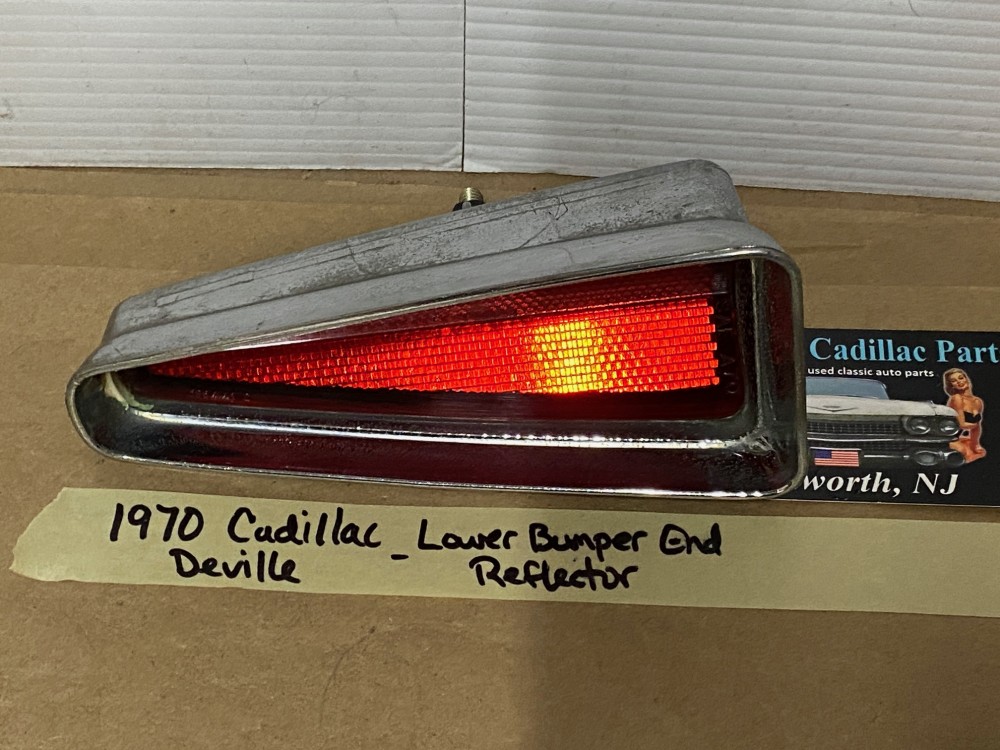 Cadillac Part
used classic auto parts
worth, NJ
1970 Cadillac - Lower Bumper End
Deville Reflector